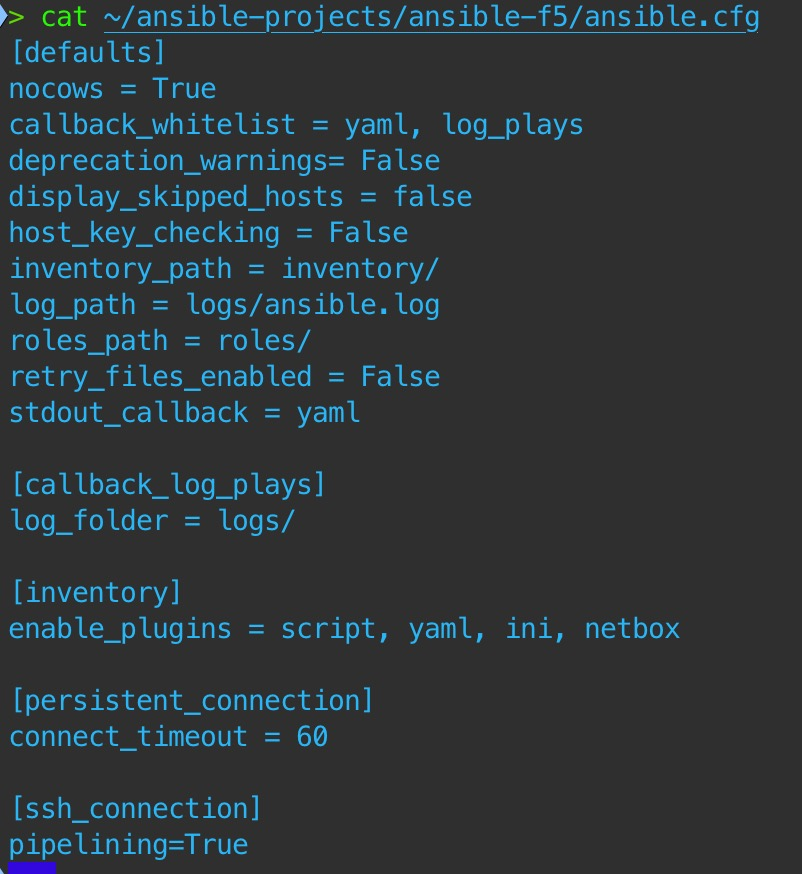 > cat ~/ansible-projects/ansible-f5/ansible.cfg
[defaults]
nocows = True
callback_whitelist = yaml, log_plays
deprecation_warnings= False
display_skipped_hosts = false
host_key_checking = False
inventory_path = inventory/
log_path = logs/ansible.log
roles_path = roles/
retry_files_enabled = False
stdout_callback = yaml

[callback_log_plays]
log_folder = logs/

[inventory]
enable_plugins = script, yaml, ini, netbox

[persistent_connection]
connect_timeout = 60

[ssh_connection]
pipelining=True